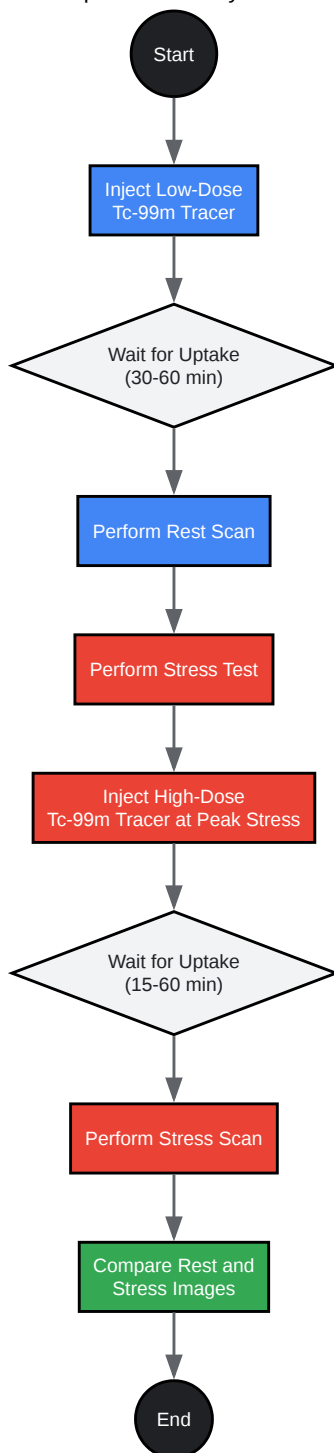 Start
Inject Low-Dose
Tc-99m Tracer
Wait for Uptake
(30-60 min)
Perform Rest Scan
Perform Stress Test
Inject High-Dose
Tc-99m Tracer at Peak Stress
Wait for Uptake
(15-60 min)
Perform Stress Scan
Compare Rest and
Stress Images
End